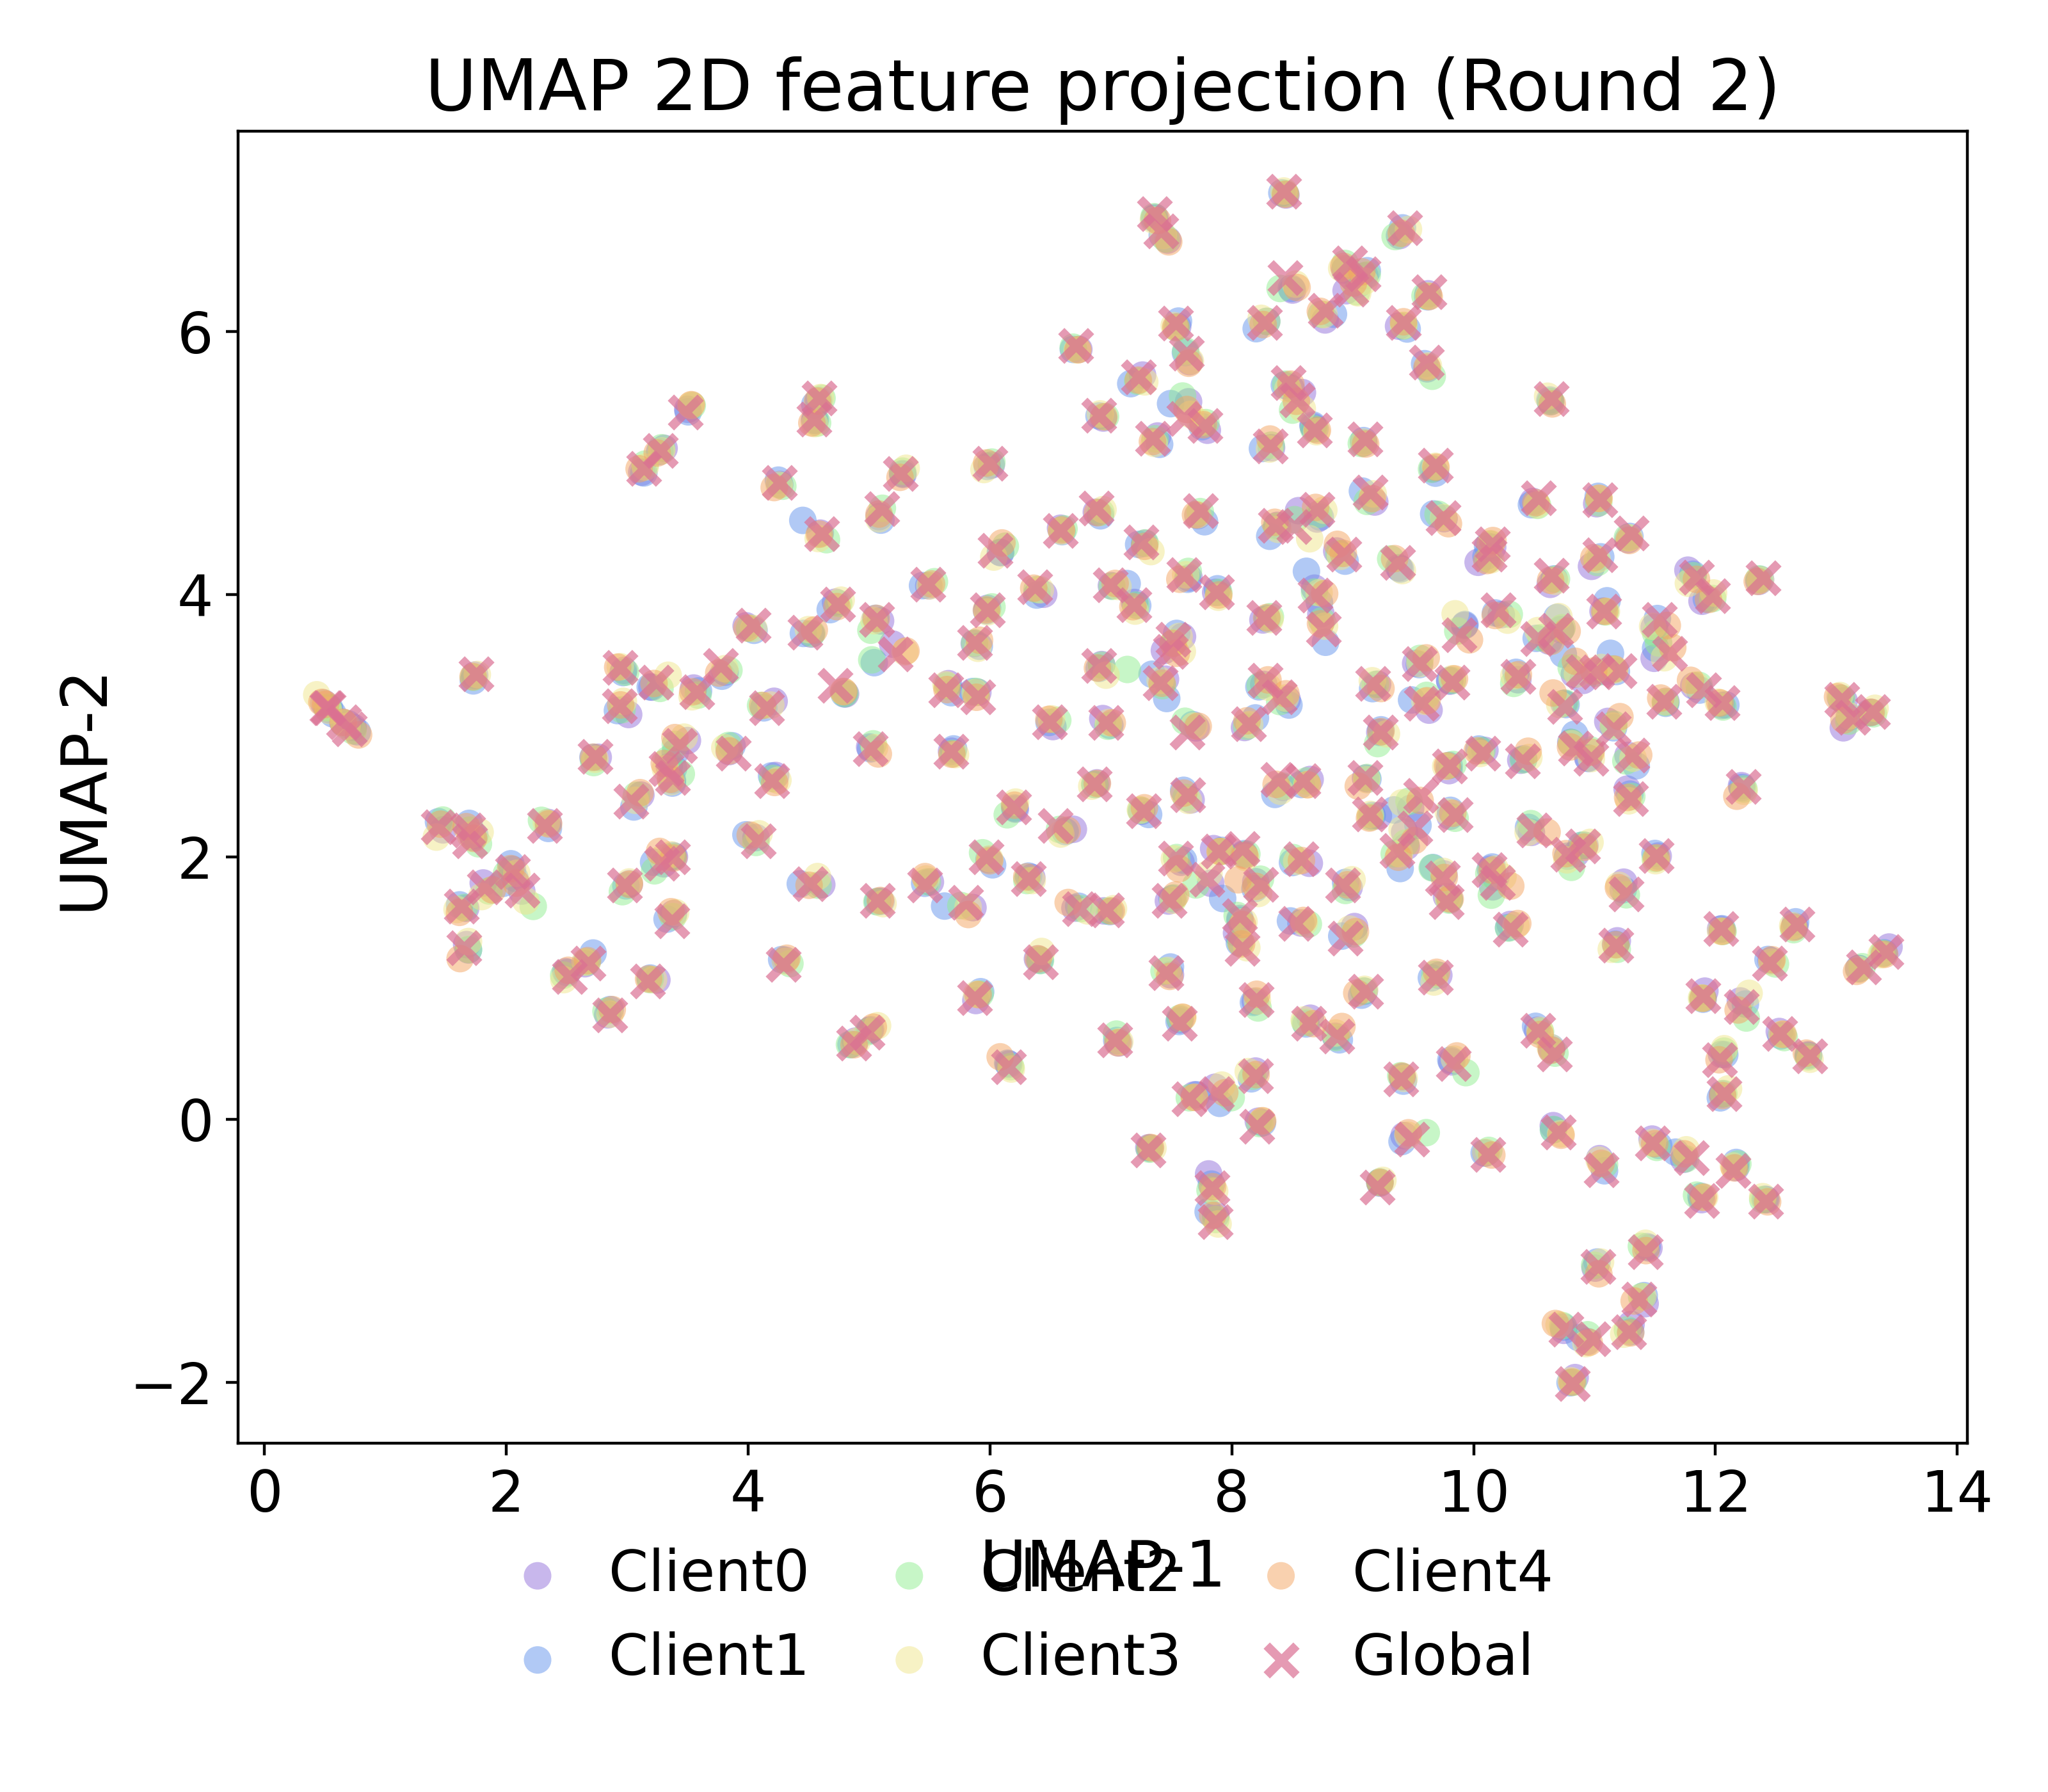 UMAP 2D feature projection (Round 2)
UMAP-2
6
4
2
0
−2
0 2 4 6 8 10 12 14
UMAP-1
Client0 Client2 Client4
Client1 Client3 Global